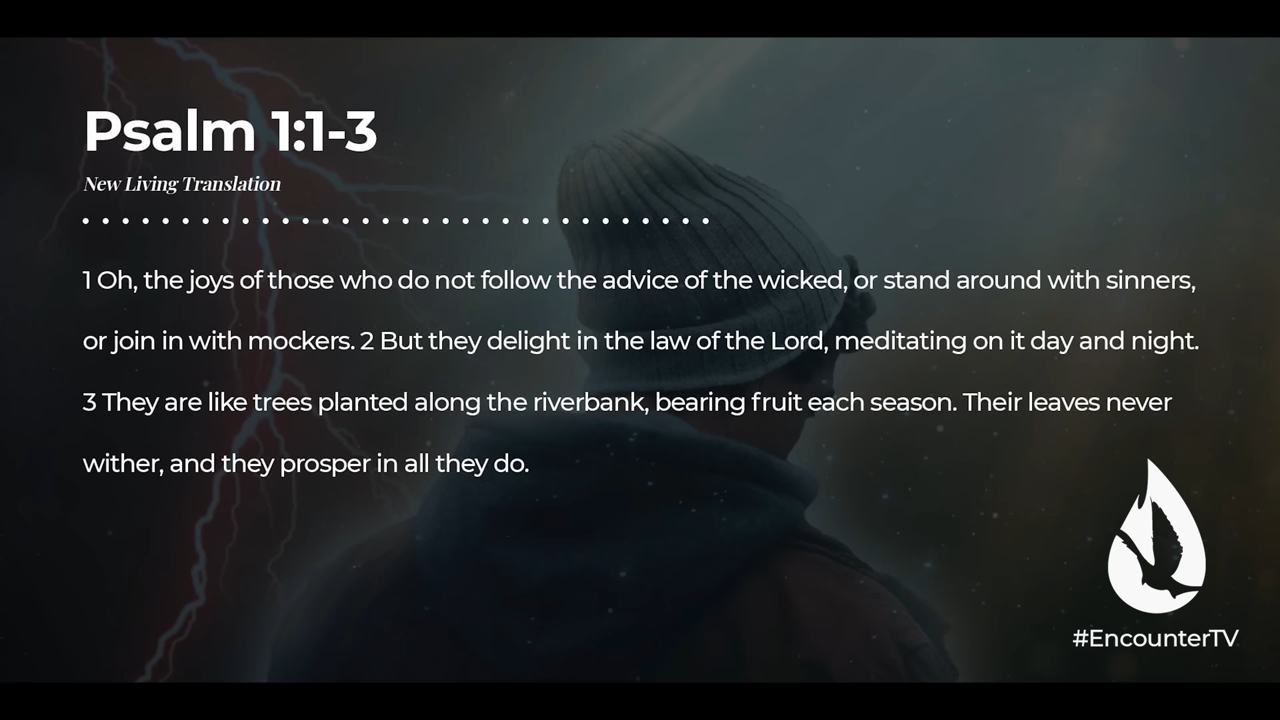 Psalm 1:1-3
New Living Translation
1 Oh, the joys of those who do not follow the advice of the wicked, or stand around with sinners,
or join in with mockers. 2 But they delight in the law of the Lord, meditating on it day and night.
3 They are like trees planted along the riverbank, bearing fruit each season. Their leaves never
wither, and they prosper in all they do.
#EncounterTV